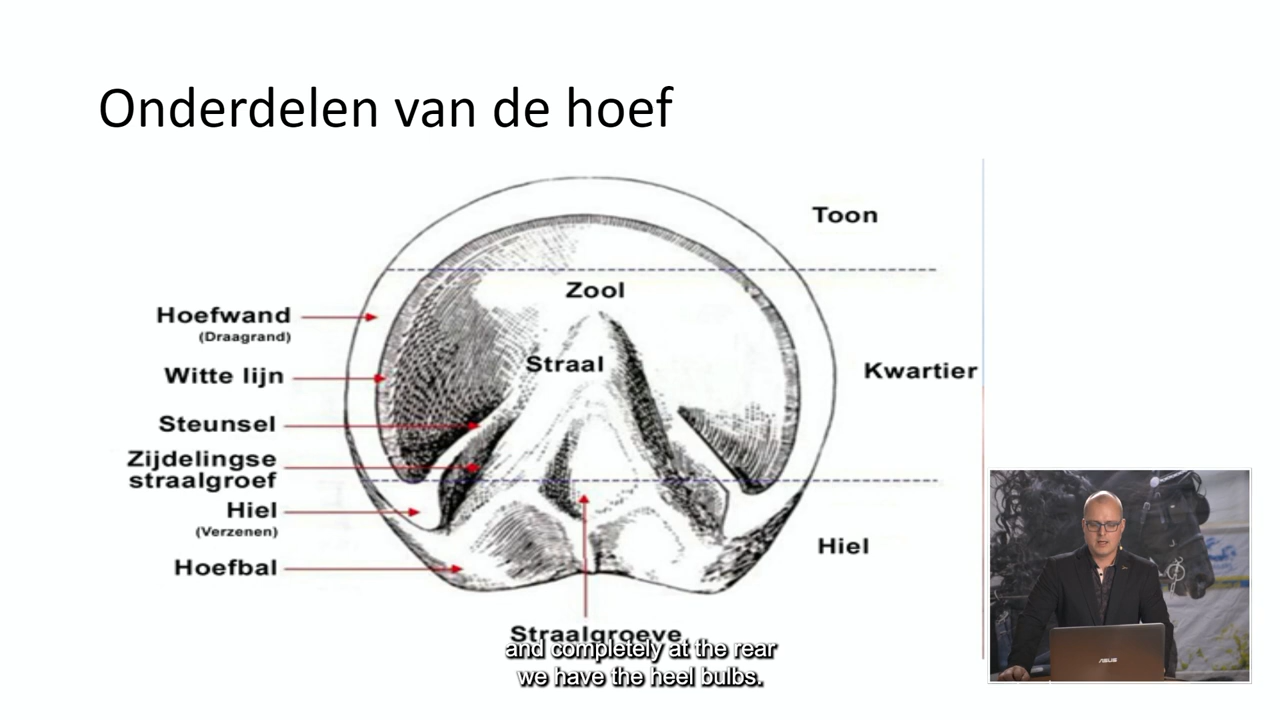 Onderdelen van de hoef
Toon
Zool
Hoefwand
(Draagrand)
Straal
Kwartier
Witte lijn
Steunsel
Zijdelingse
straalgroef
Hiel
(Verzenen)
Hiel
Hoefbal
Straalgroeve
and completely at the rear
we have the heel bulbs.
ASUS